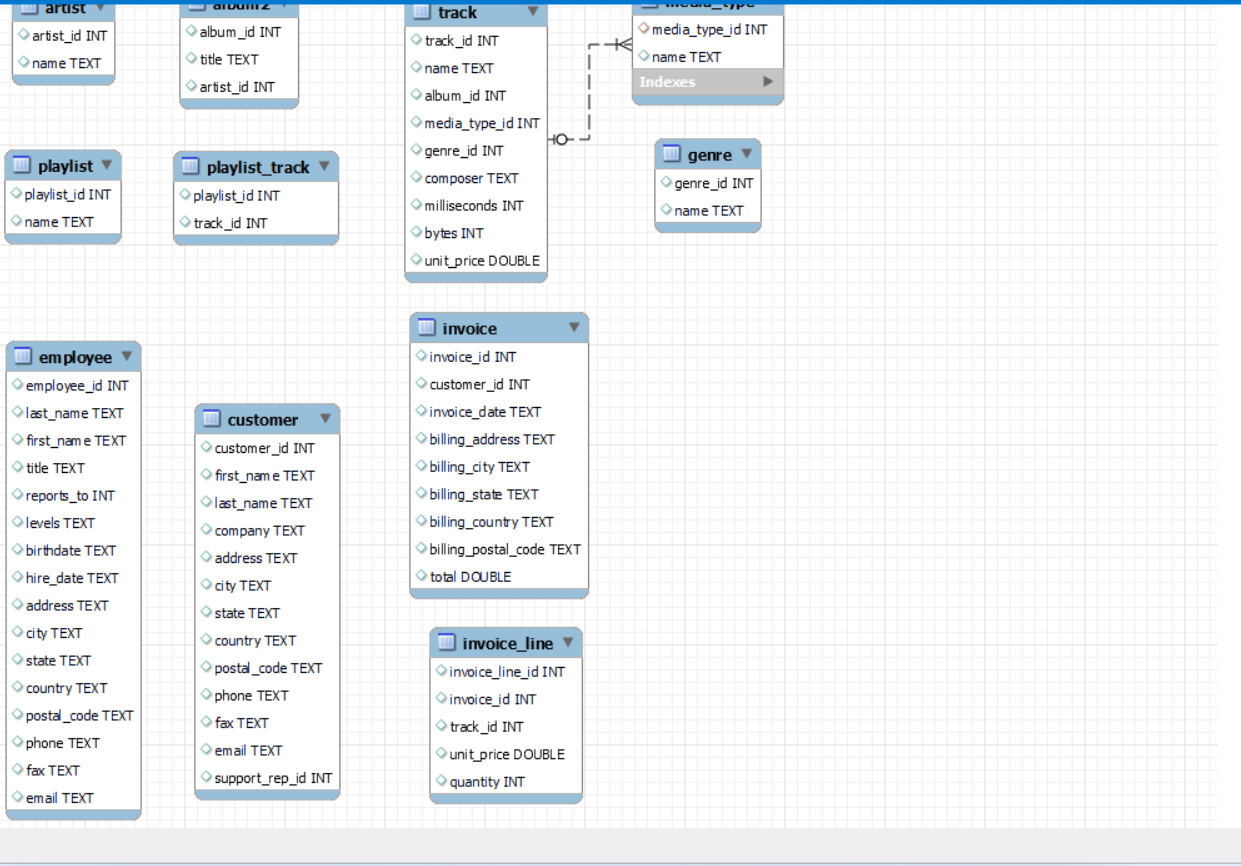 artist
artist_id INT
name TEXT
album2
album_id INT
title TEXT
artist_id INT
track
track_id INT
name TEXT
album_id INT
media_type_id INT
genre_id INT
composer TEXT
milliseconds INT
bytes INT
unit_price DOUBLE
media_type
media_type_id INT
name TEXT
Indexes
playlist
playlist_id INT
name TEXT
playlist_track
playlist_id INT
track_id INT
genre
genre_id INT
name TEXT
employee
employee_id INT
last_name TEXT
first_name TEXT
title TEXT
reports_to INT
levels TEXT
birthdate TEXT
hire_date TEXT
address TEXT
city TEXT
state TEXT
country TEXT
postal_code TEXT
phone TEXT
fax TEXT
email TEXT
customer
customer_id INT
first_name TEXT
last_name TEXT
company TEXT
address TEXT
city TEXT
state TEXT
country TEXT
postal_code TEXT
phone TEXT
fax TEXT
email TEXT
support_rep_id INT
invoice
invoice_id INT
customer_id INT
invoice_date TEXT
billing_address TEXT
billing_city TEXT
billing_state TEXT
billing_country TEXT
billing_postal_code TEXT
total DOUBLE
invoice_line
invoice_line_id INT
invoice_id INT
track_id INT
unit_price DOUBLE
quantity INT